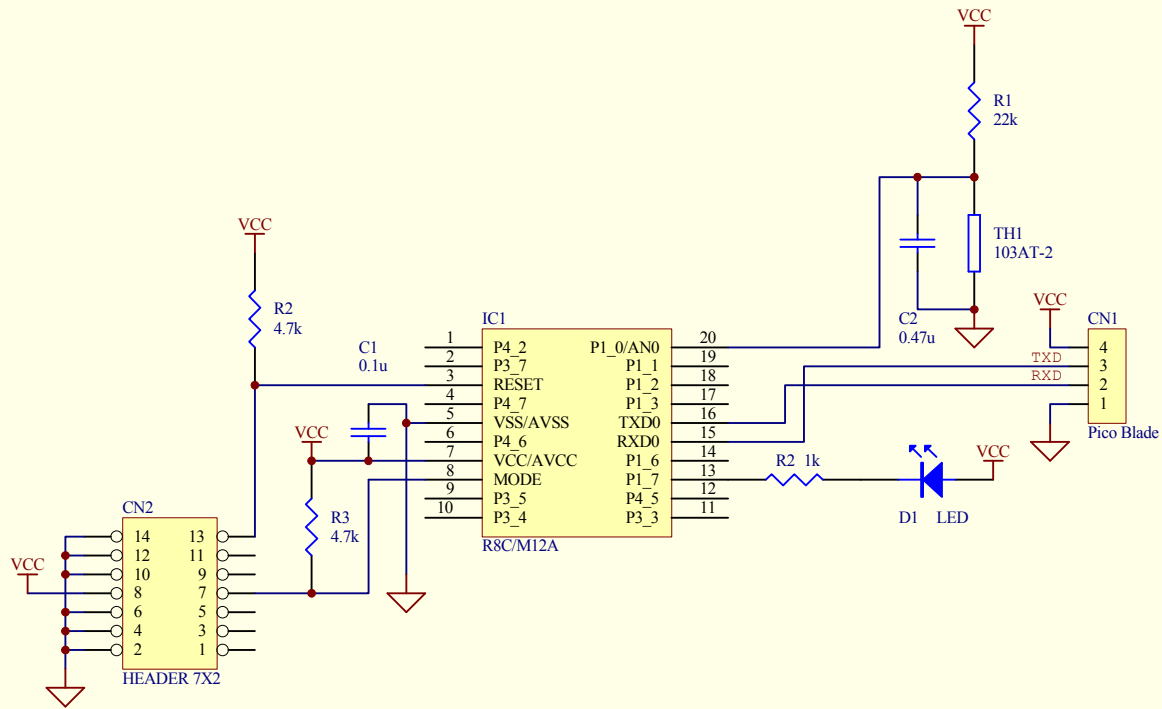 VCC
R1
22k
TH1
103AT-2
C2
0.47u
VCC
CN1
4
TXD 3
RXD 2
1
Pico Blade
VCC
R2
4.7k
C1
0.1u
IC1
1 P4_2 P1_0/AN0 20
2 P3_7 P1_1 19
3 RESET P1_2 18
4 P4_7 P1_3 17
5 VSS/AVSS TXD0 16
6 P4_6 RXD0 15
7 VCC/AVCC P1_6 14
8 MODE P1_7 13
9 P3_5 P4_5 12
10 P3_4 P3_3 11
R8C/M12A
R2 1k
VCC
D1 LED
VCC
R3
4.7k
CN2
14 13
12 11
10 9
VCC
8 7
6 5
4 3
2 1
HEADER 7X2